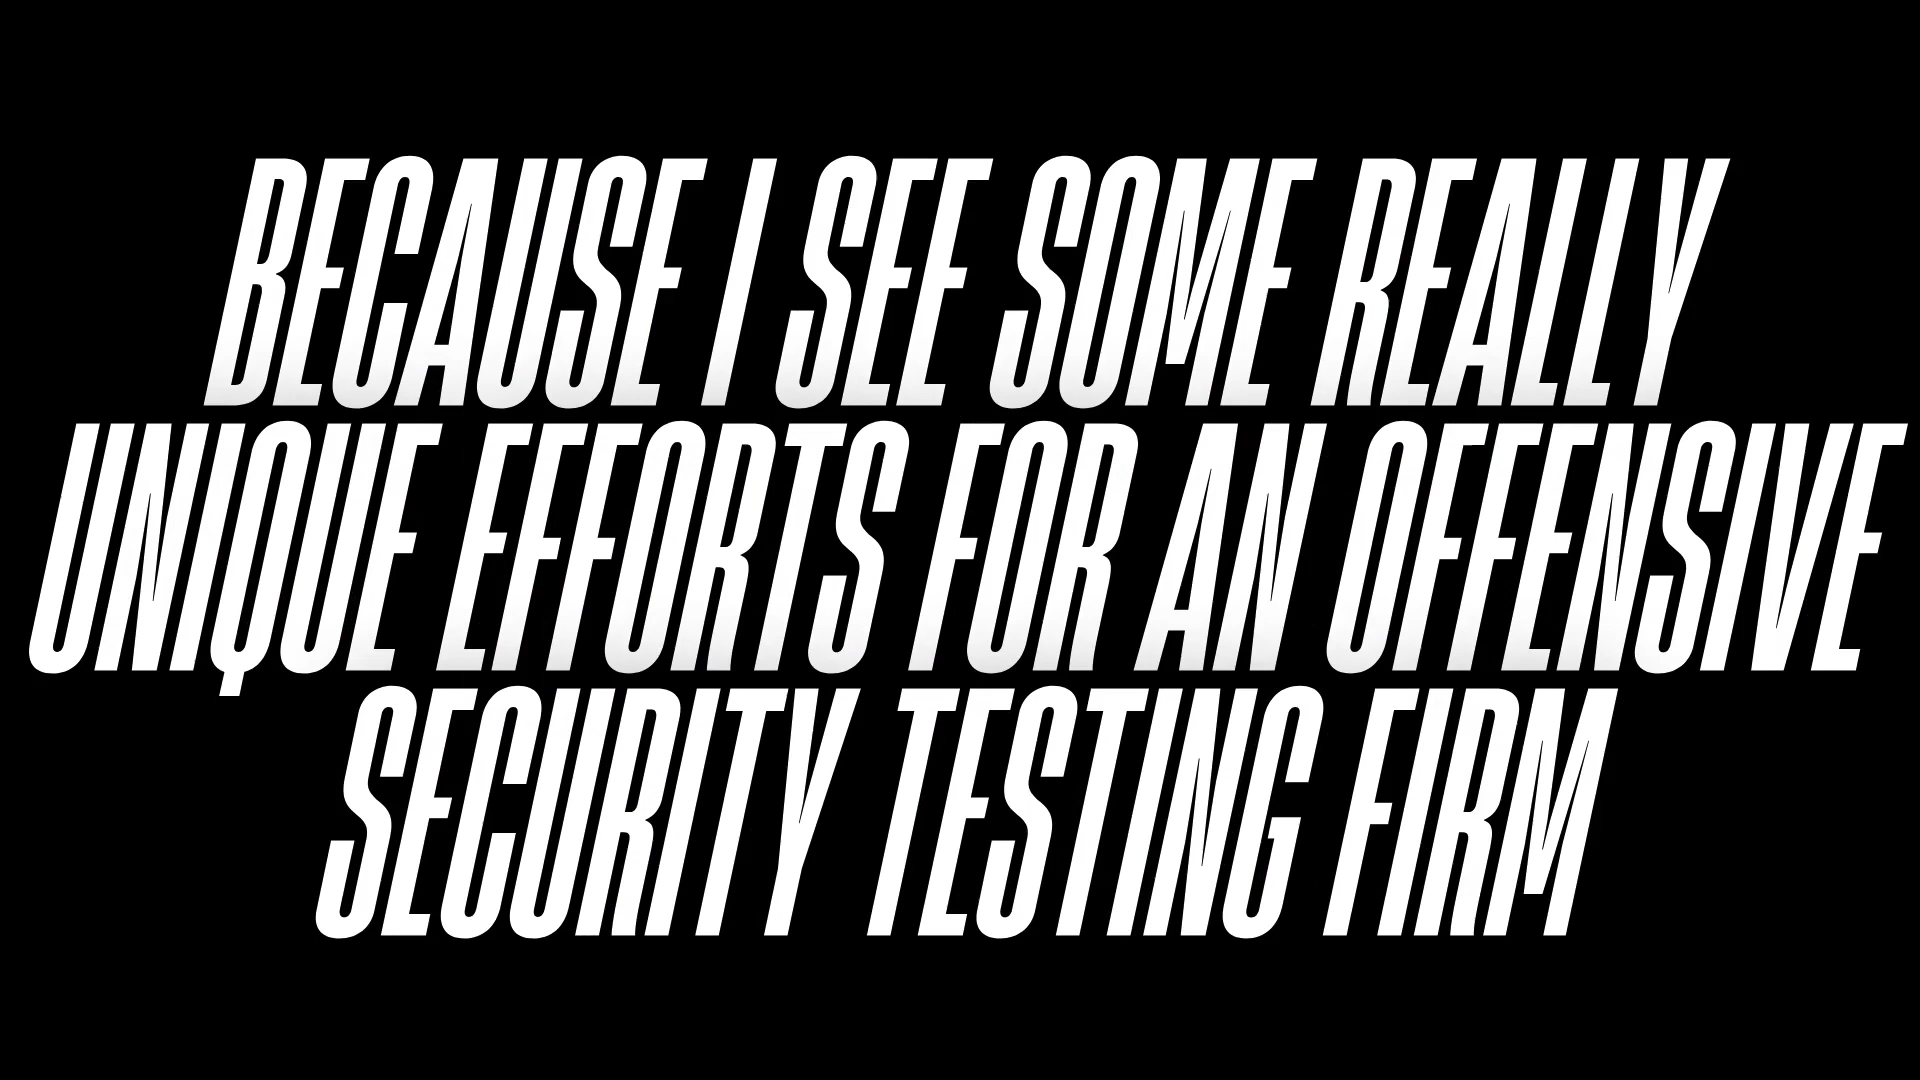 BECAUSE I SEE SOME REALLY
UNIQUE EFFORTS FOR AN OFFENSIVE
SECURITY TESTING FIRM